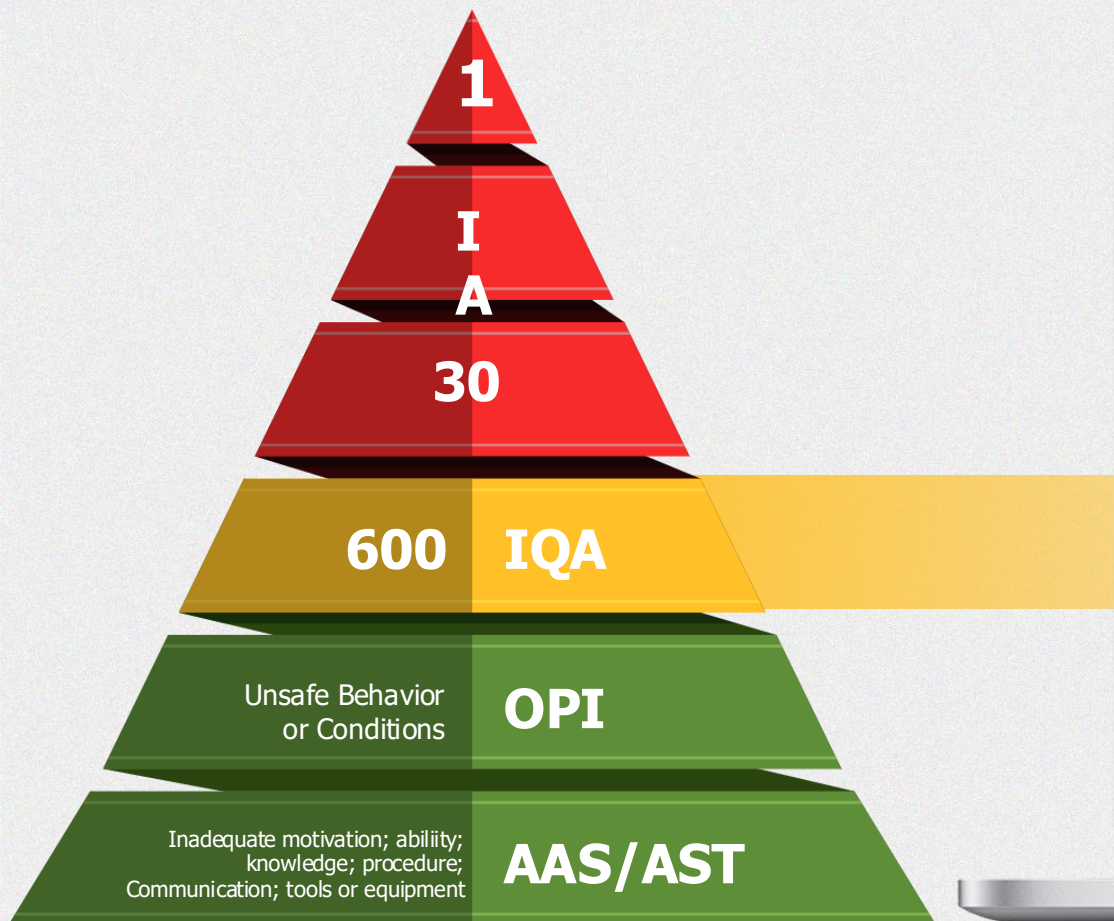 1
I
A
30
600 IQA
Unsafe Behavior
or Conditions
OPI
Inadequate motivation; abiliity;
knowledge; procedure;
Communication; tools or equipment
AAS/AST